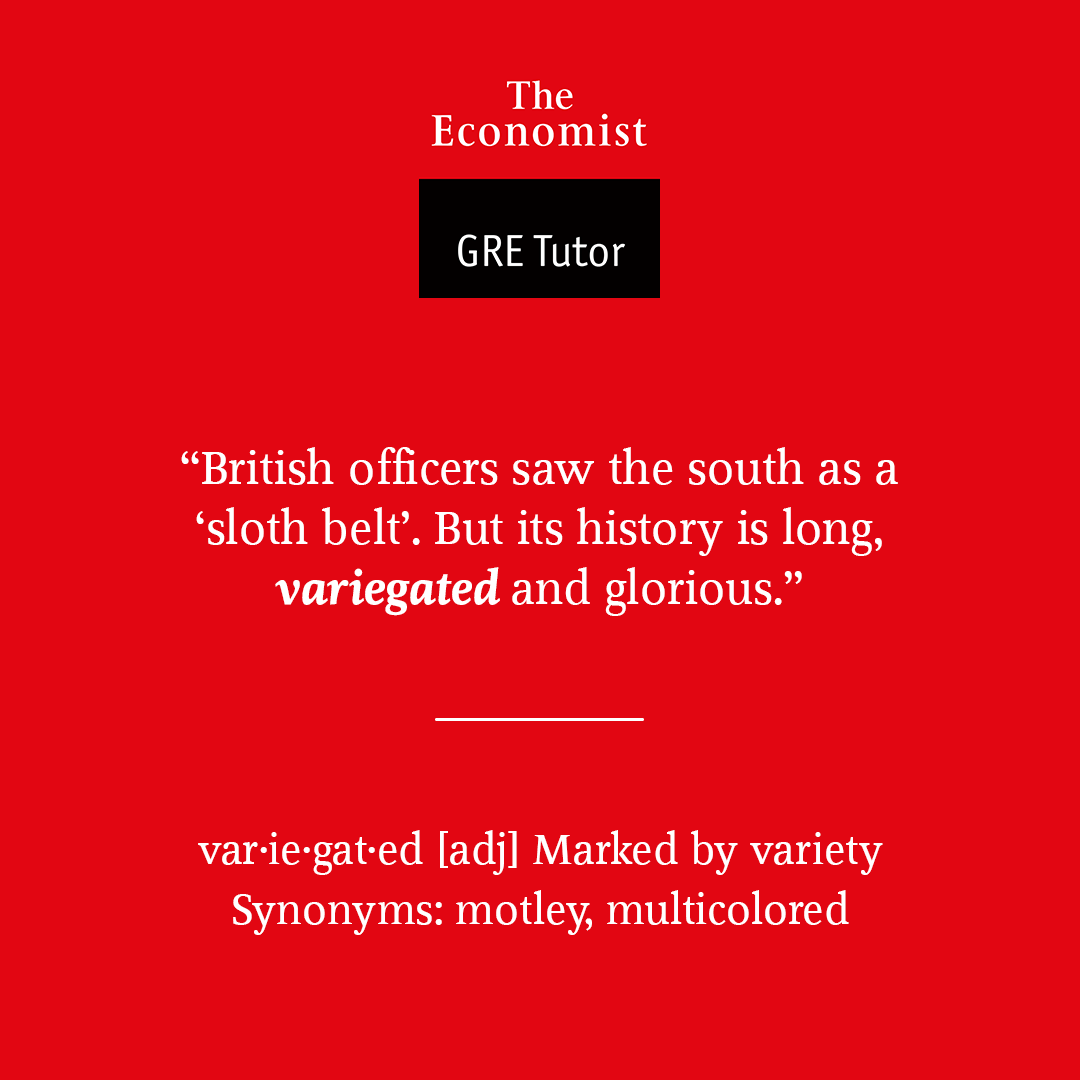 The
Economist
GRE Tutor
“British officers saw the south as a
‘sloth belt’. But its history is long,
variegated and glorious.”
var·ie·gat·ed [adj] Marked by variety
Synonyms: motley, multicolored